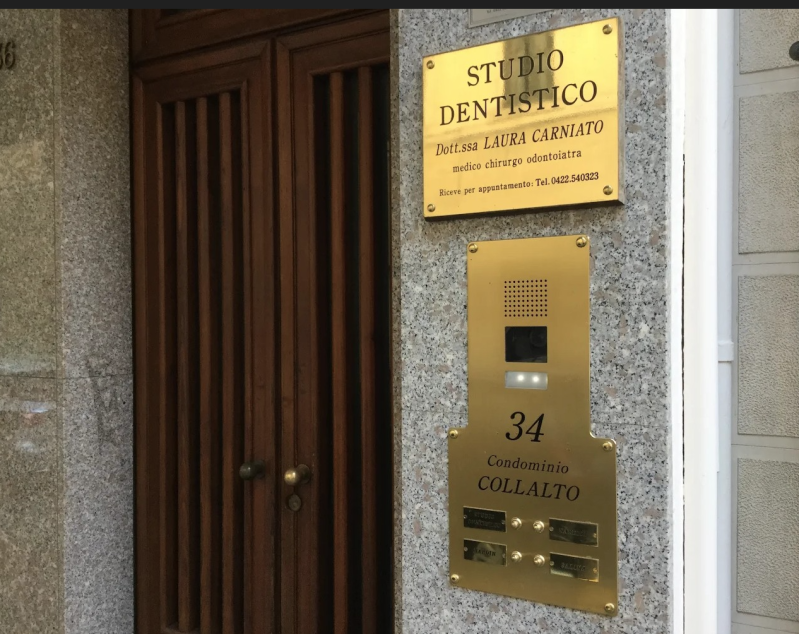 STUDIO
DENTISTICO
Dott.ssa LAURA CARNIATO
medico chirurgo odontoiatra
Riceve per appuntamento: Tel. 0422.540323
34
Condominio
COLLALTO